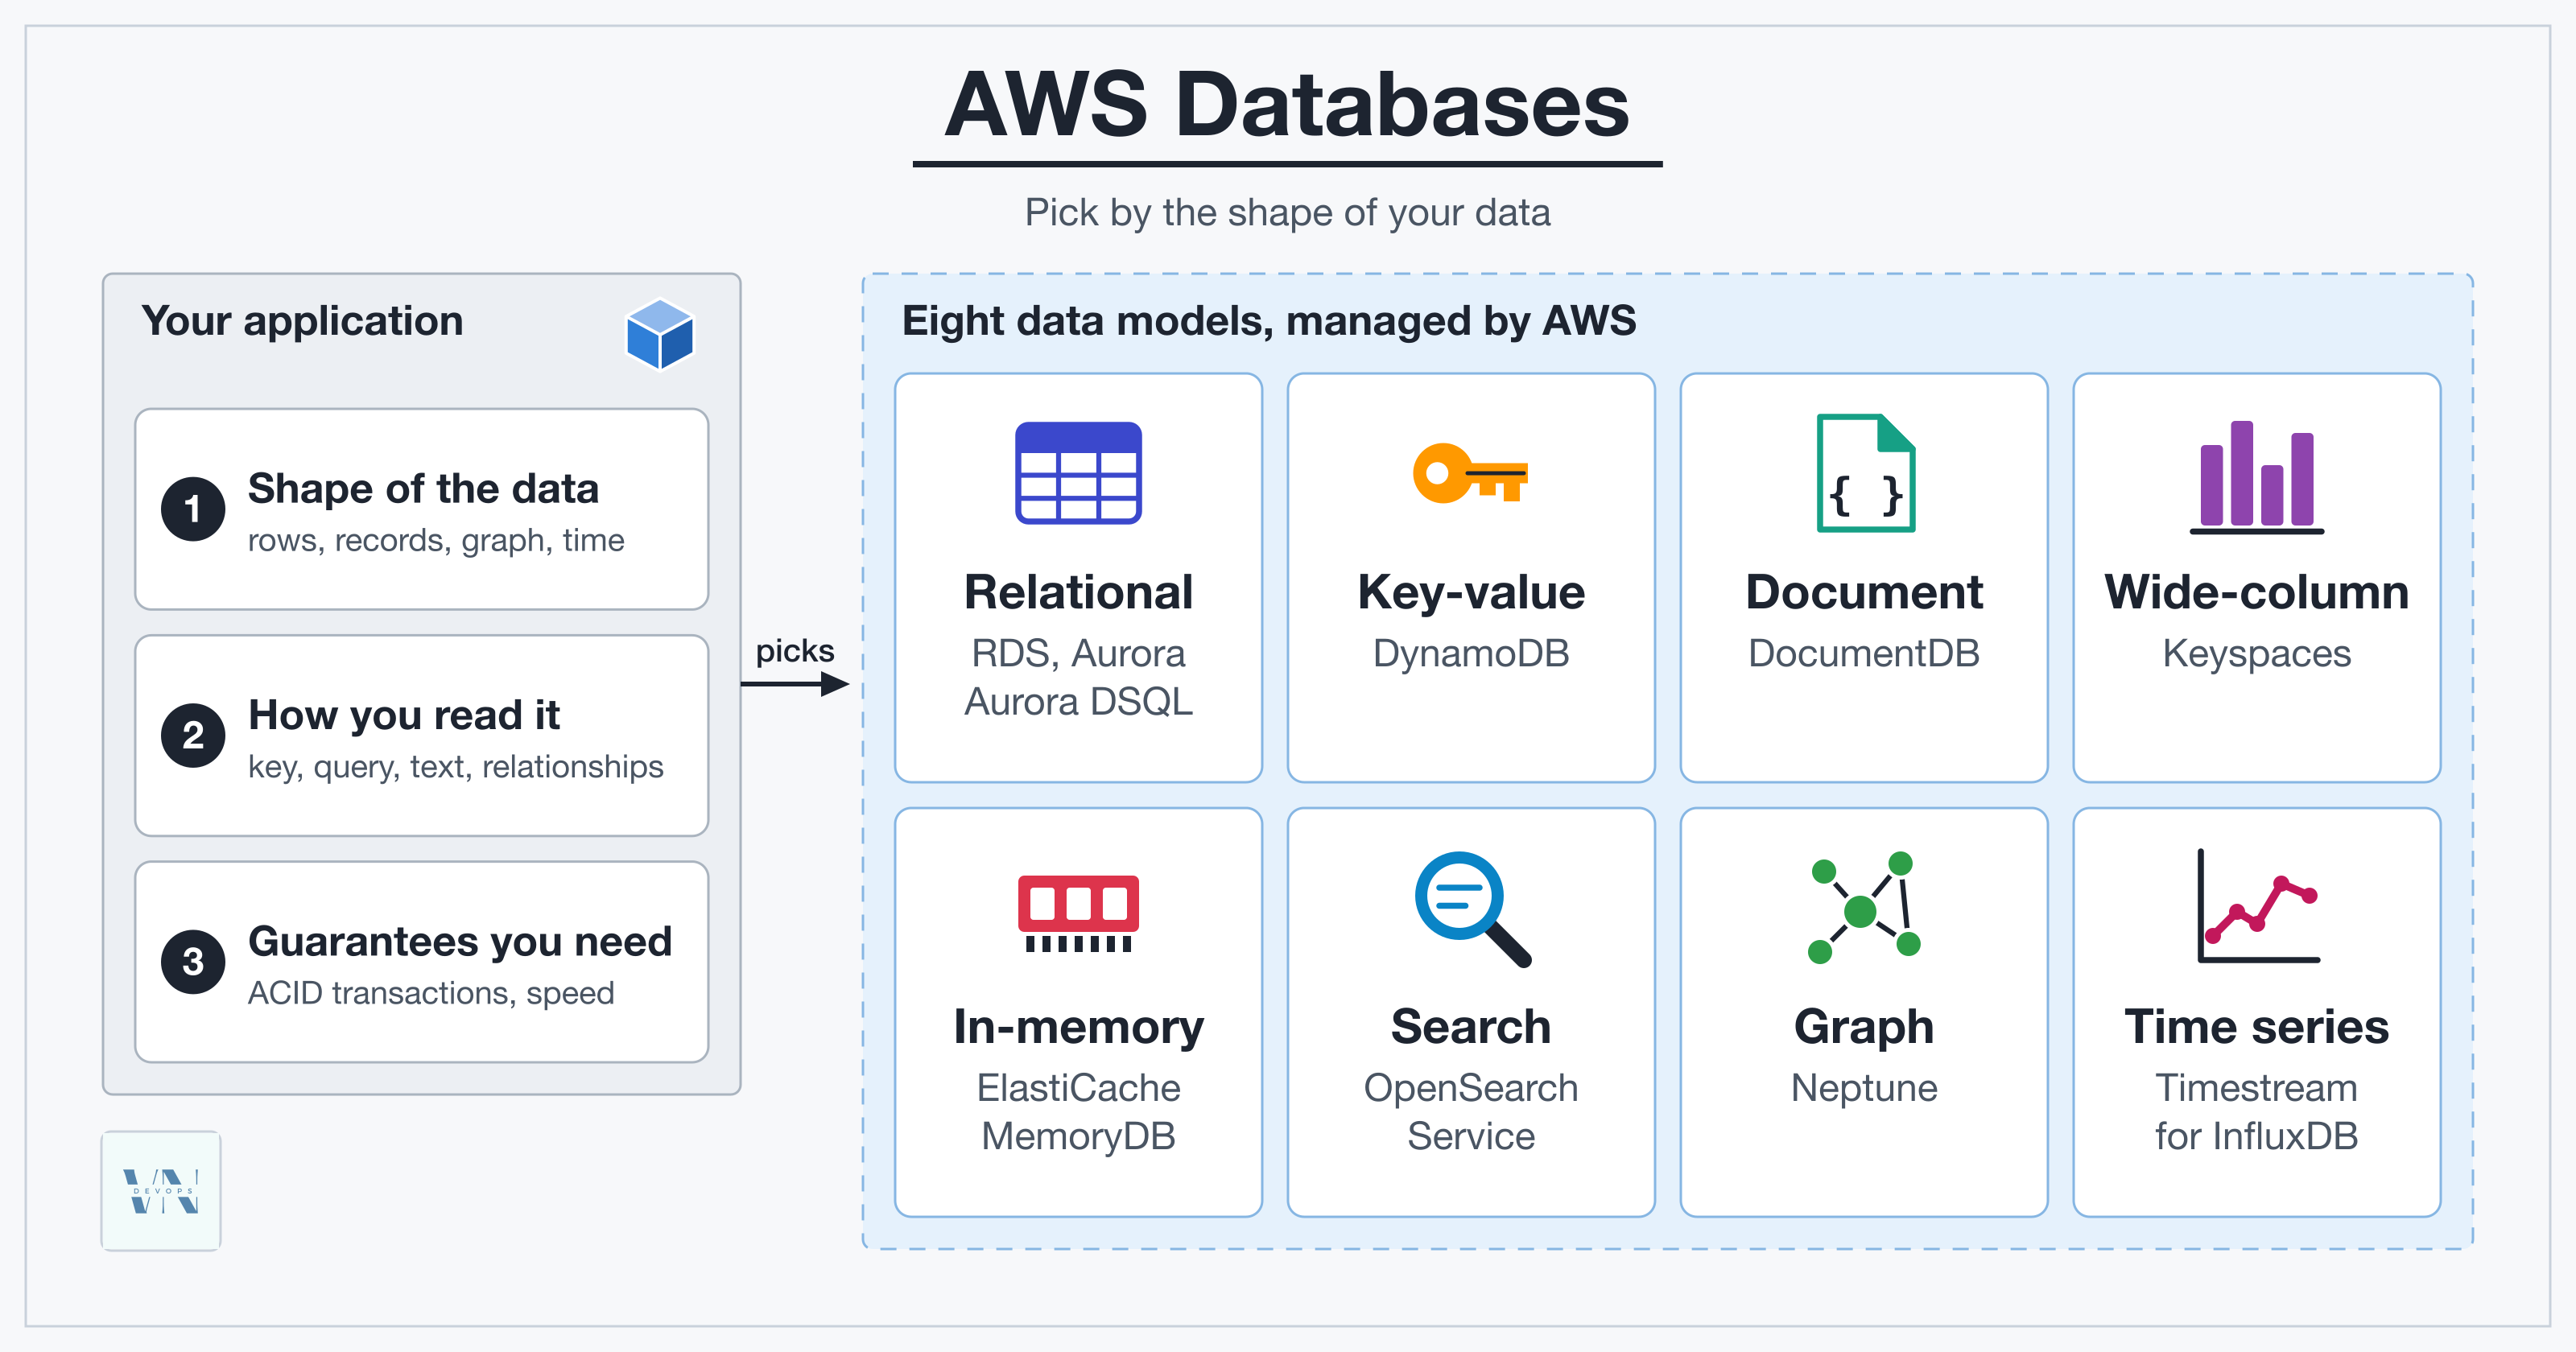 AWS Databases
Pick by the shape of your data
Your application
1
Shape of the data
rows, records, graph, time
2
How you read it
key, query, text, relationships
3
Guarantees you need
ACID transactions, speed
picks
Eight data models, managed by AWS
Relational
RDS, Aurora
Aurora DSQL
Key-value
DynamoDB
{ }
Document
DocumentDB
Wide-column
Keyspaces
In-memory
ElastiCache
MemoryDB
Search
OpenSearch
Service
Graph
Neptune
Time series
Timestream
for InfluxDB
VN
DEVOPS